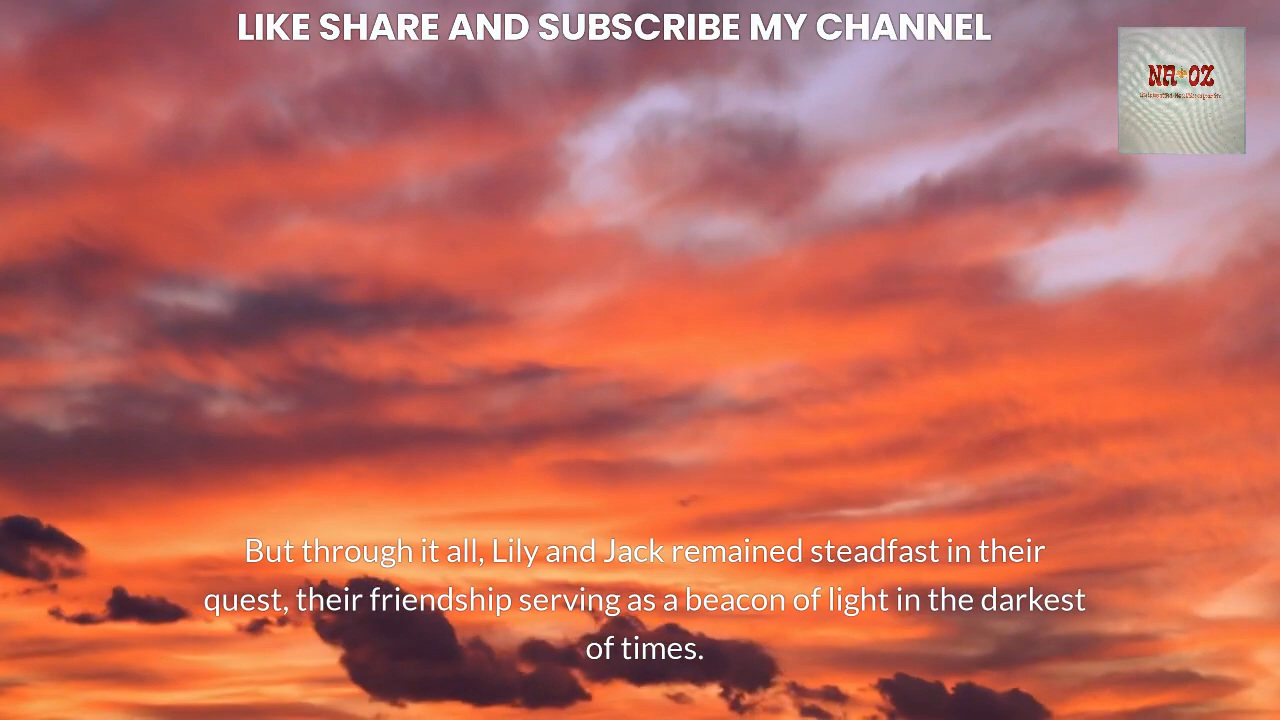 LIKE SHARE AND SUBSCRIBE MY CHANNEL
NA OZ
But through it all, Lily and Jack remained steadfast in their
quest, their friendship serving as a beacon of light in the darkest
of times.